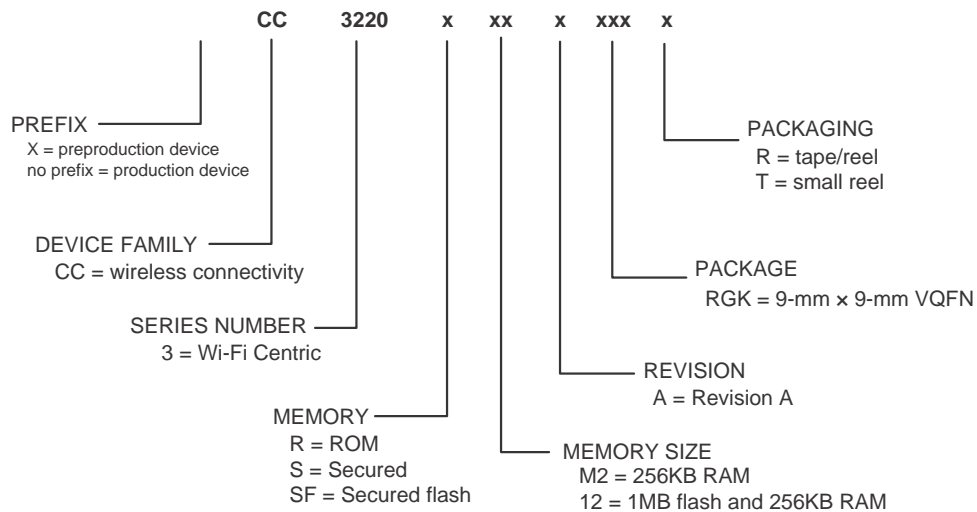 CC 3220 x xx x xxx x
PREFIX
X = preproduction device
no prefix = production device
DEVICE FAMILY
CC = wireless connectivity
SERIES NUMBER
3 = Wi-Fi Centric
MEMORY
R = ROM
S = Secured
SF = Secured flash
PACKAGING
R = tape/reel
T = small reel
PACKAGE
RGK = 9-mm × 9-mm VQFN
REVISION
A = Revision A
MEMORY SIZE
M2 = 256KB RAM
12 = 1MB flash and 256KB RAM